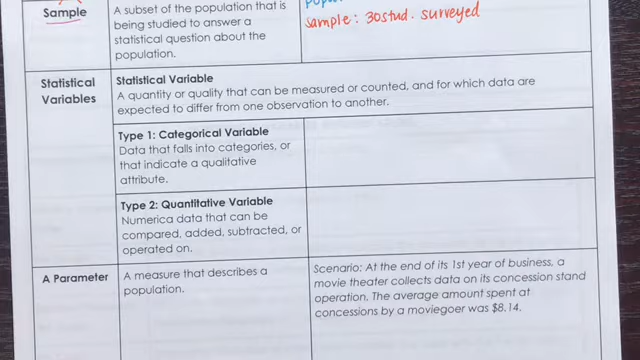 Sample
A subset of the population that is
being studied to answer a
statistical question about the
population.
sample: 30 stud. surveyed
Statistical
Variables
Statistical Variable
A quantity or quality that can be measured or counted, and for which data are
expected to differ from one observation to another.
Type 1: Categorical Variable
Data that falls into categories, or
that indicate a qualitative
attribute.
Type 2: Quantitative Variable
Numerica data that can be
compared, added, subtracted, or
operated on.
A Parameter
A measure that describes a
population.
Scenario: At the end of its 1st year of business, a
movie theater collects data on its concession stand
operation. The average amount spent at
concessions by a moviegoer was $8.14.